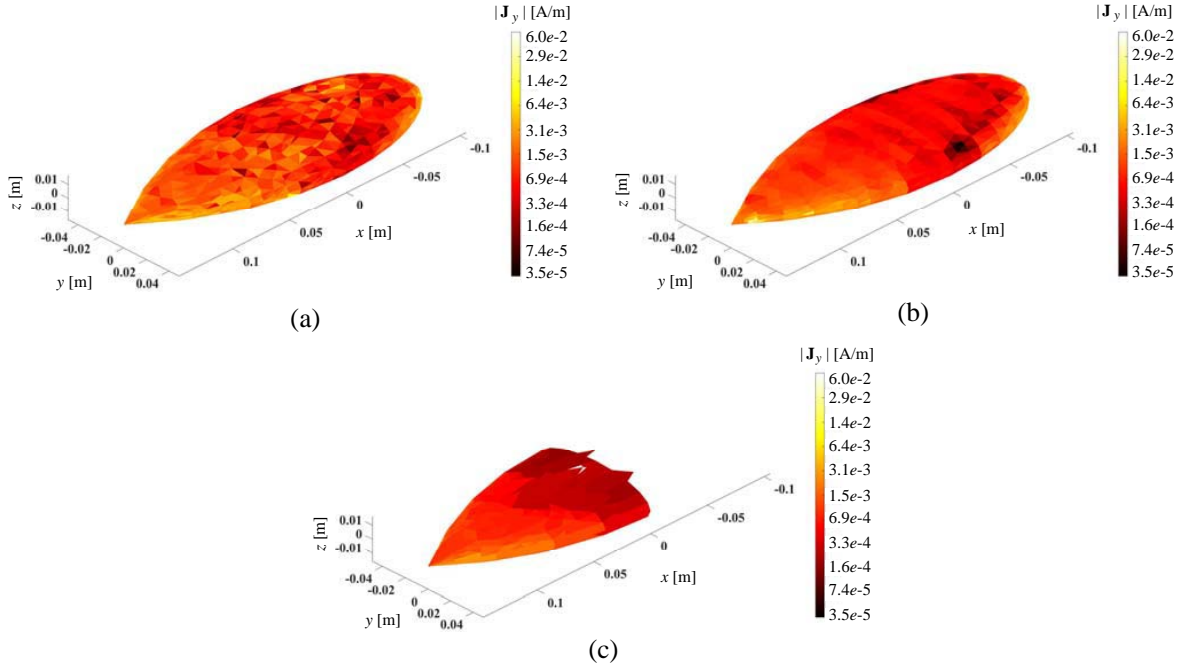 | J y | [A/m]
6.0e-2
2.9e-2
1.4e-2
6.4e-3
3.1e-3
1.5e-3
6.9e-4
3.3e-4
1.6e-4
7.4e-5
3.5e-5
z [m]
0.01
0
-0.01
-0.04
-0.02
0
0.02
0.04
y [m]
0.1
0.05
0
-0.05
-0.1
x [m]
(a)
| J y | [A/m]
6.0e-2
2.9e-2
1.4e-2
6.4e-3
3.1e-3
1.5e-3
6.9e-4
3.3e-4
1.6e-4
7.4e-5
3.5e-5
z [m]
0.01
0
-0.01
-0.04
-0.02
0
0.02
0.04
y [m]
0.1
0.05
0
-0.05
-0.1
x [m]
(b)
| J y | [A/m]
6.0e-2
2.9e-2
1.4e-2
6.4e-3
3.1e-3
1.5e-3
6.9e-4
3.3e-4
1.6e-4
7.4e-5
3.5e-5
z [m]
0.01
0
-0.01
-0.04
-0.02
0
0.02
0.04
y [m]
0.1
0.05
0
-0.05
-0.1
x [m]
(c)